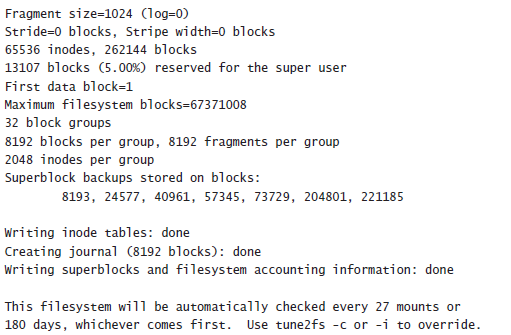 Fragment size=1024 (log=0)
Stride=0 blocks, Stripe width=0 blocks
65536 inodes, 262144 blocks
13107 blocks (5.00%) reserved for the super user
First data block=1
Maximum filesystem blocks=67371008
32 block groups
8192 blocks per group, 8192 fragments per group
2048 inodes per group
Superblock backups stored on blocks:
8193, 24577, 40961, 57345, 73729, 204801, 221185
Writing inode tables: done
Creating journal (8192 blocks): done
Writing superblocks and filesystem accounting information: done
This filesystem will be automatically checked every 27 mounts or
180 days, whichever comes first.  Use tune2fs -c or -i to override.